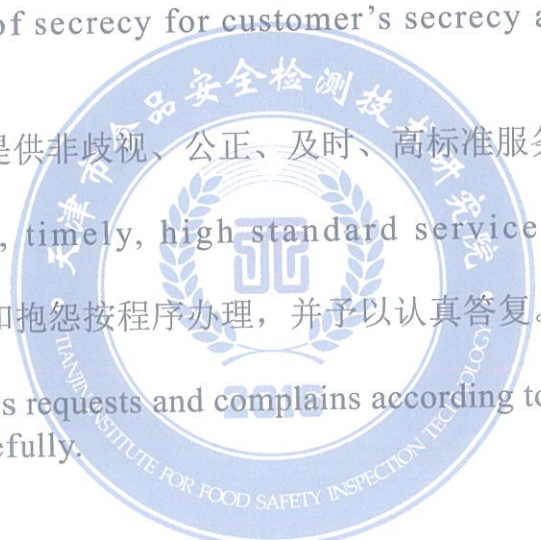 of secrecy for customer's secrecy a
是供非歧视、公正、及时、高标准服务
, timely, high standard service
和抱怨按程序办理，并予以认真答复。
s requests and complains according to
efully.
天津市食品安全检测技术研究院
TIANJIN INSTITUTE FOR FOOD SAFETY INSPECTION TECHNOLOGY